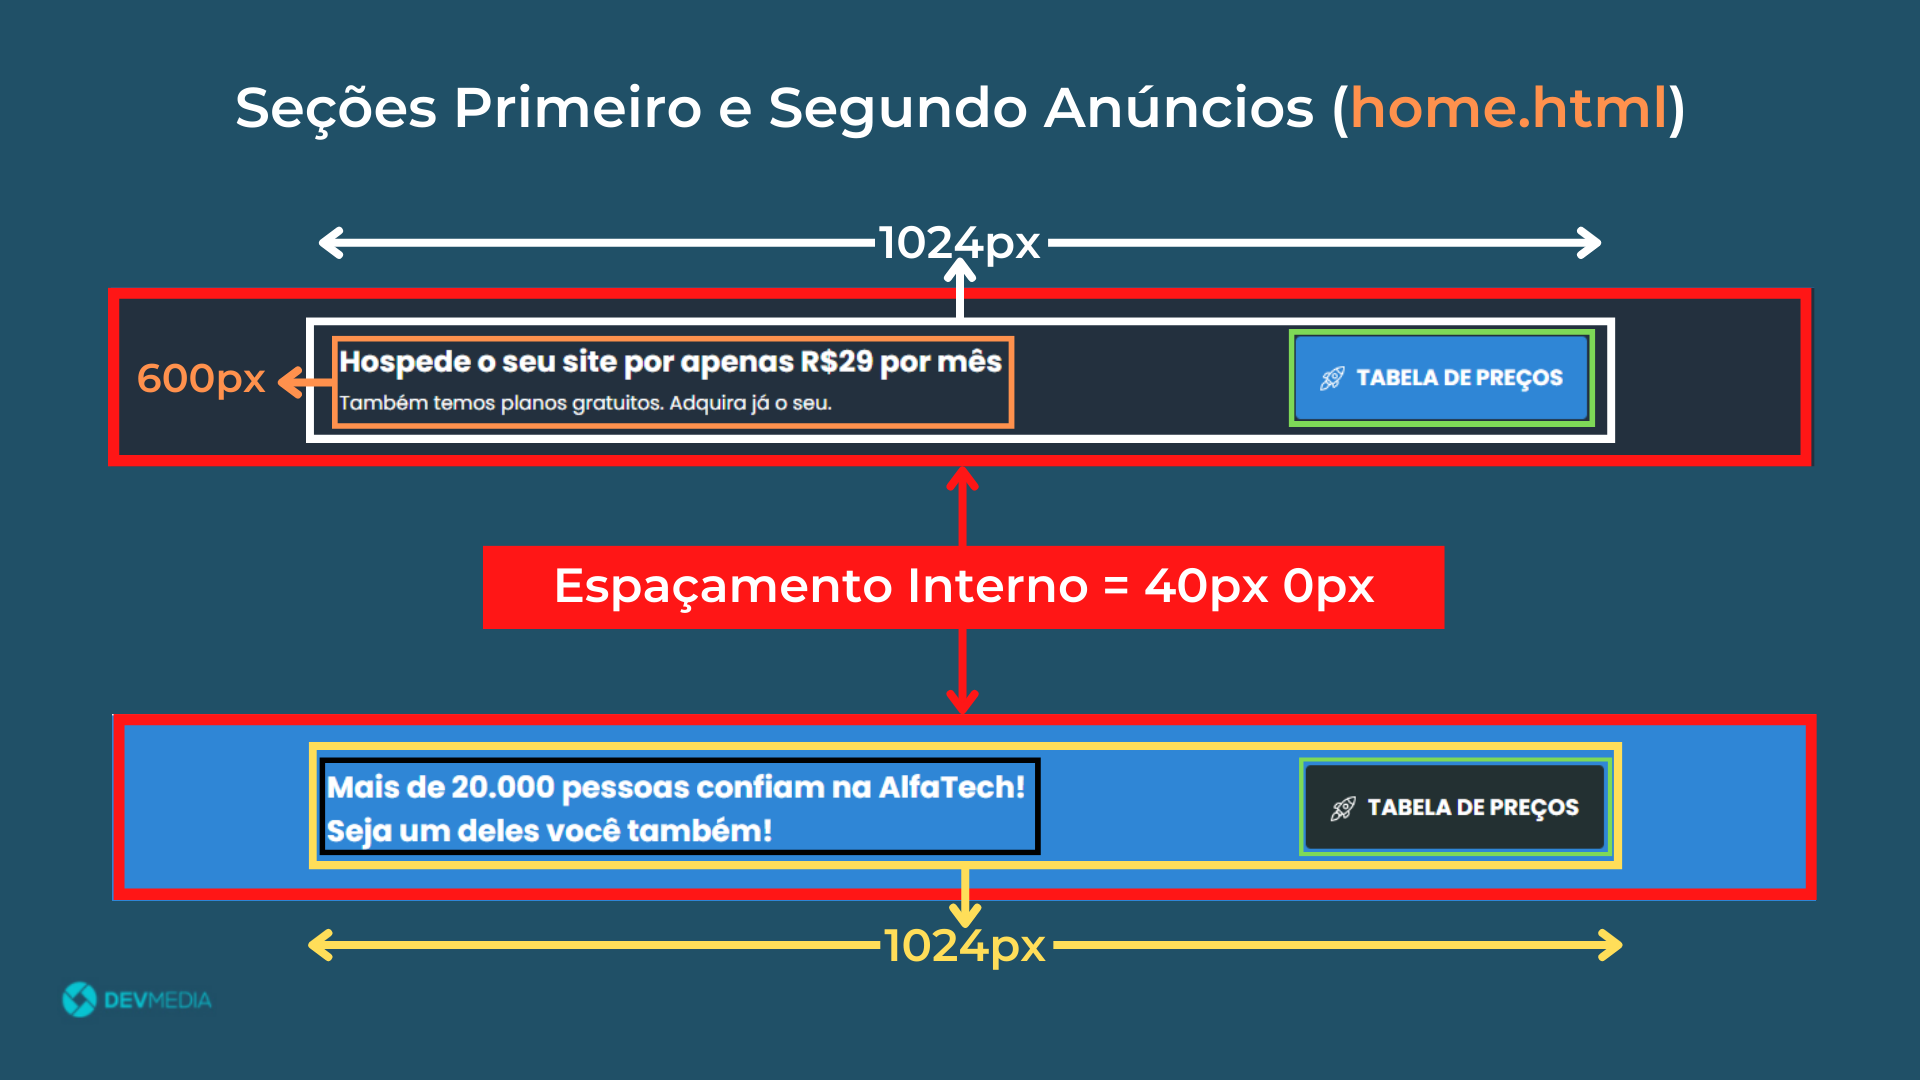 Seções Primeiro e Segundo Anúncios (home.html)
1024px
600px
Hospede o seu site por apenas R$29 por mês
Também temos planos gratuitos. Adquira já o seu.
TABELA DE PREÇOS
Espaçamento Interno = 40px 0px
Mais de 20.000 pessoas confiam na AlfaTech!
Seja um deles você também!
TABELA DE PREÇOS
1024px
DEVMEDIA